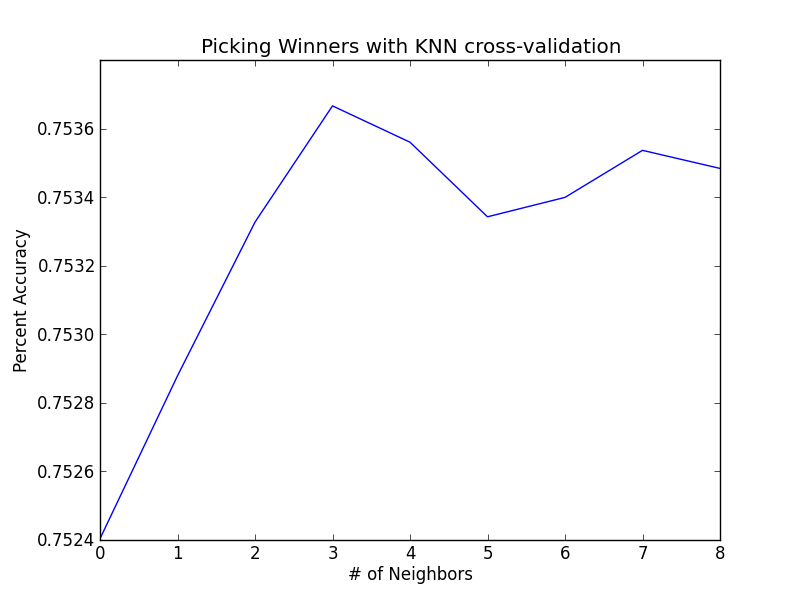 Picking Winners with KNN cross-validation
0.7536
0.7534
0.7532
0.7530
0.7528
0.7526
0.7524
Percent Accuracy
0 1 2 3 4 5 6 7 8
# of Neighbors